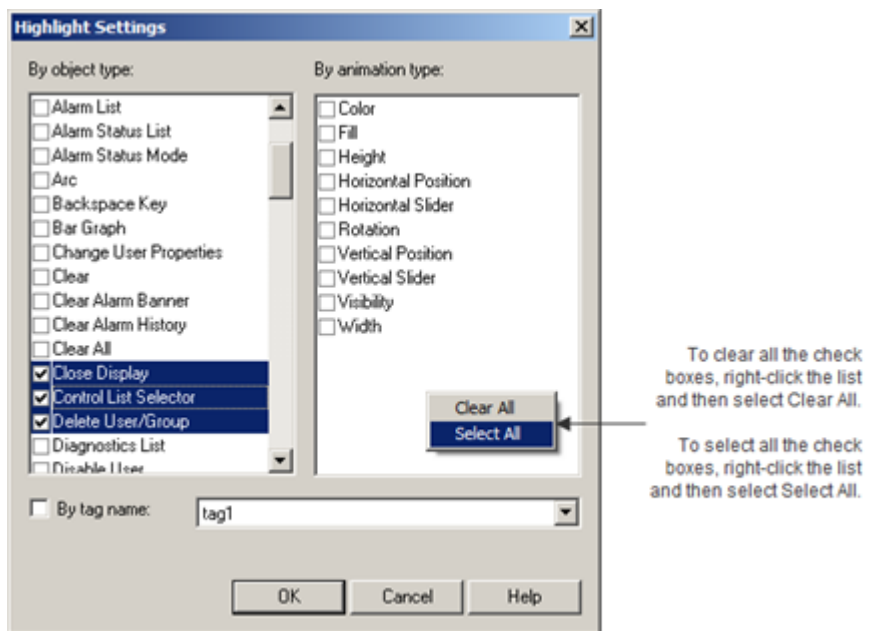 Highlight Settings
By object type:
Alarm List
Alarm Status List
Alarm Status Mode
Arc
Backspace Key
Bar Graph
Change User Properties
Clear
Clear Alarm Banner
Clear Alarm History
Clear All
Close Display
Control List Selector
Delete User/Group
Diagnostics List
Disable User
By animation type:
Color
Fill
Height
Horizontal Position
Horizontal Slider
Rotation
Vertical Position
Vertical Slider
Visibility
Width
Clear All
Select All
To clear all the check
boxes, right-click the list
and then select Clear All.
To select all the check
boxes, right-click the list
and then select Select All.
By tag name:
tag1
OK
Cancel
Help